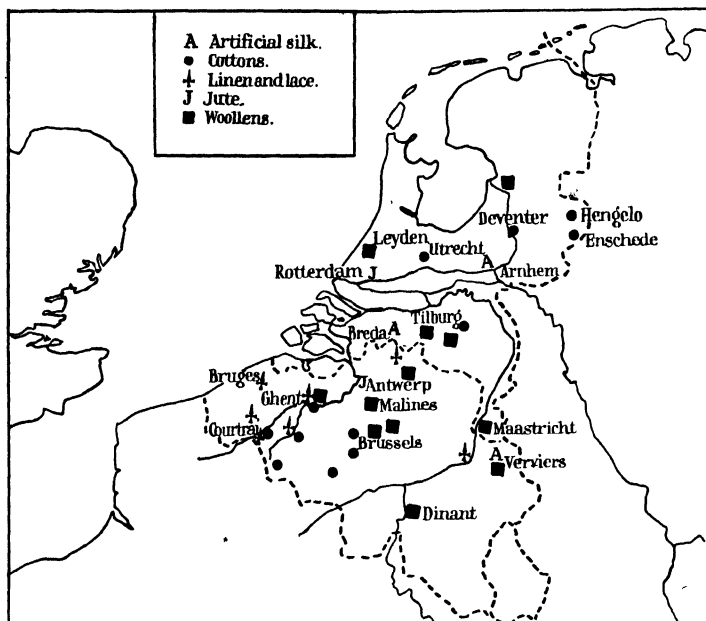 A Artificial silk.
Cottons.
Linen and lace.
J Jute.
Woollens.
Deventer
Hengelo
Enschede
Leyden
Utrecht
A
Rotterdam J
Arnhem
Tilburg
Breda A
Bruges
J
Antwerp
Ghent
Malines
Courtrai
Brussels
Maastricht
A
Verviers
Dinant